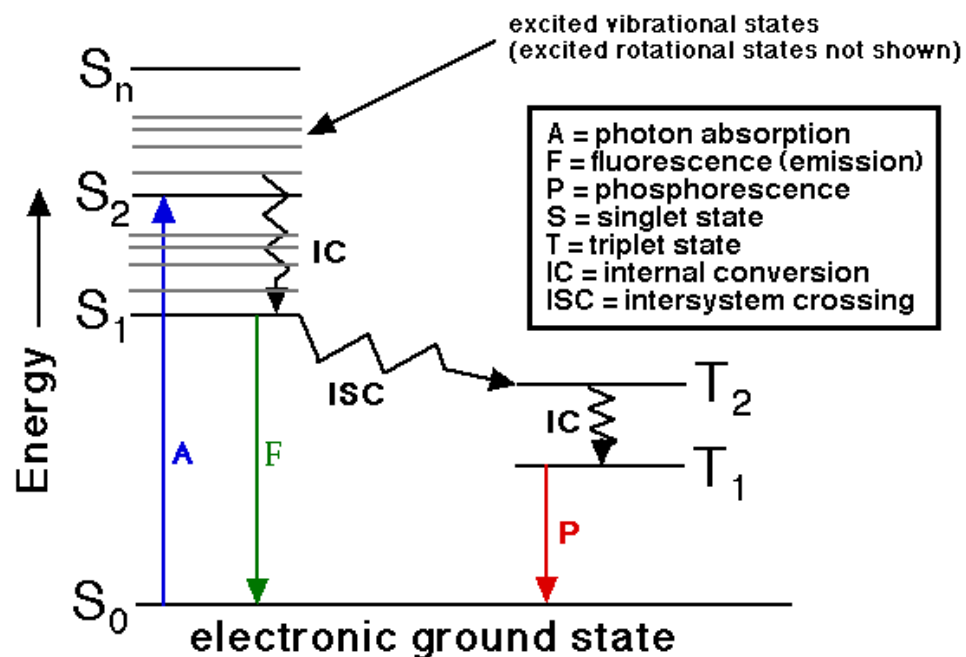 excited vibrational states
(excited rotational states not shown)
Sn
A = photon absorption
F = fluorescence (emission)
P = phosphorescence
S = singlet state
T = triplet state
IC = internal conversion
ISC = intersystem crossing
S2
IC
S1
Energy
ISC
T2
IC
T1
A
F
P
S0
electronic ground state